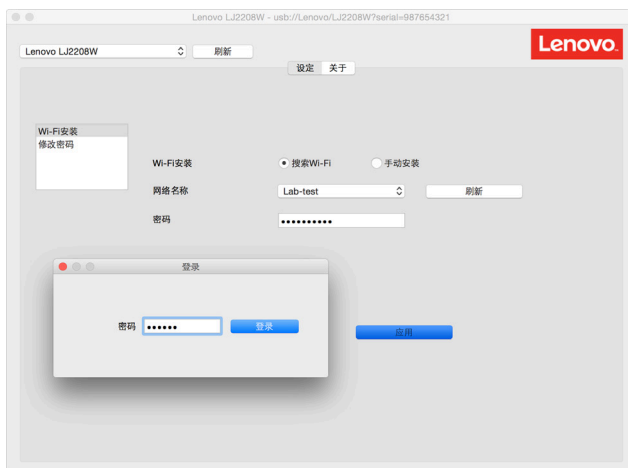 Lenovo LJ2208W - usb://Lenovo/LJ2208W?serial=987654321
Lenovo LJ2208W 刷新
Lenovo
设定 关于
Wi-Fi安装
修改密码
Wi-Fi安装 搜索Wi-Fi 手动安装
网络名称 Lab-test 刷新
密码 ••••••••••
登录
密码 •••••• 登录
应用